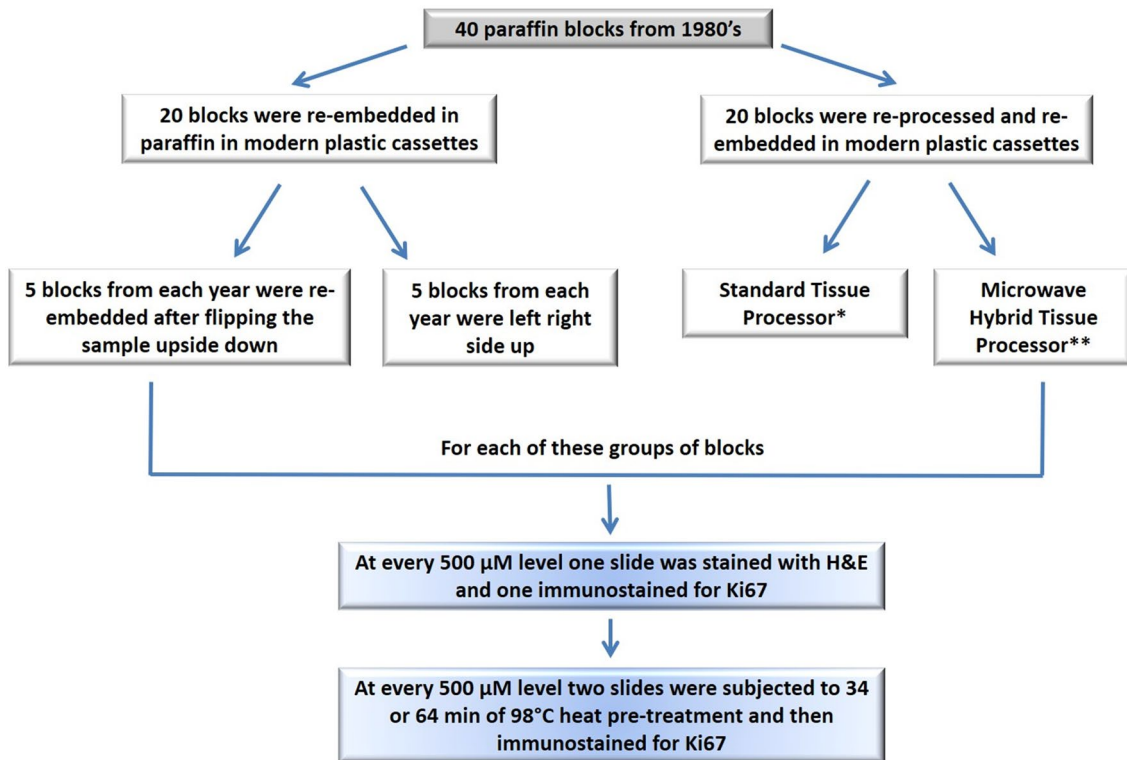 40 paraffin blocks from 1980's
20 blocks were re-embedded in
paraffin in modern plastic cassettes
20 blocks were re-processed and re-
embedded in modern plastic cassettes
5 blocks from each year were re-
embedded after flipping the
sample upside down
5 blocks from each
year were left right
side up
Standard Tissue
Processor*
Microwave
Hybrid Tissue
Processor**
For each of these groups of blocks
At every 500 µM level one slide was stained with H&E
and one immunostained for Ki67
At every 500 µM level two slides were subjected to 34
or 64 min of 98°C heat pre-treatment and then
immunostained for Ki67